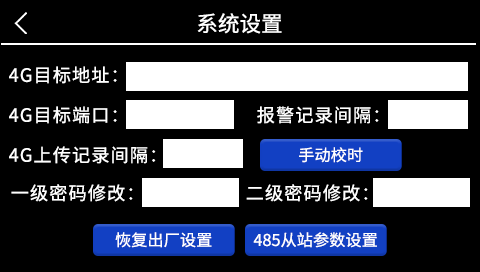 系统设置
4G目标地址：
4G目标端口： 报警记录间隔：
4G上传记录间隔： 手动校时
一级密码修改： 二级密码修改：
恢复出厂设置 485从站参数设置